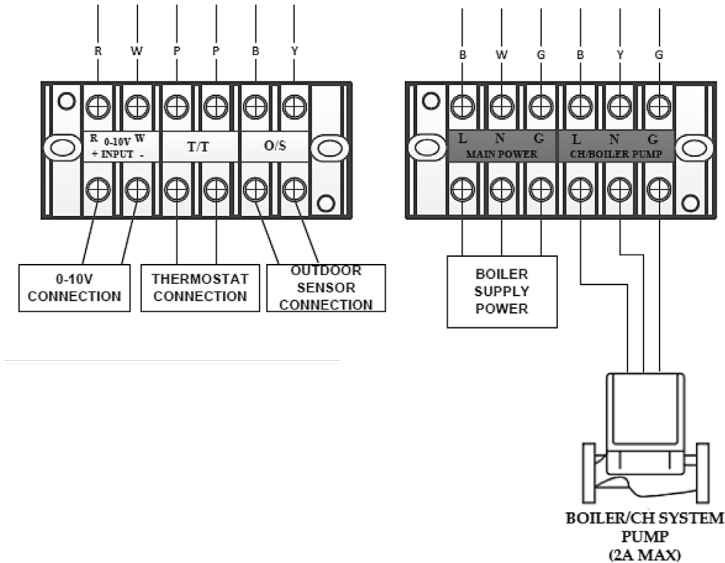 R W P P B Y
R 0-10V W
+ INPUT -
T/T
O/S
0-10V
CONNECTION
THERMOSTAT
CONNECTION
OUTDOOR
SENSOR
CONNECTION
B W G B Y G
L N G L N G
MAIN POWER CH/BOILER PUMP
BOILER
SUPPLY
POWER
BOILER/CH SYSTEM
PUMP
(2A MAX)